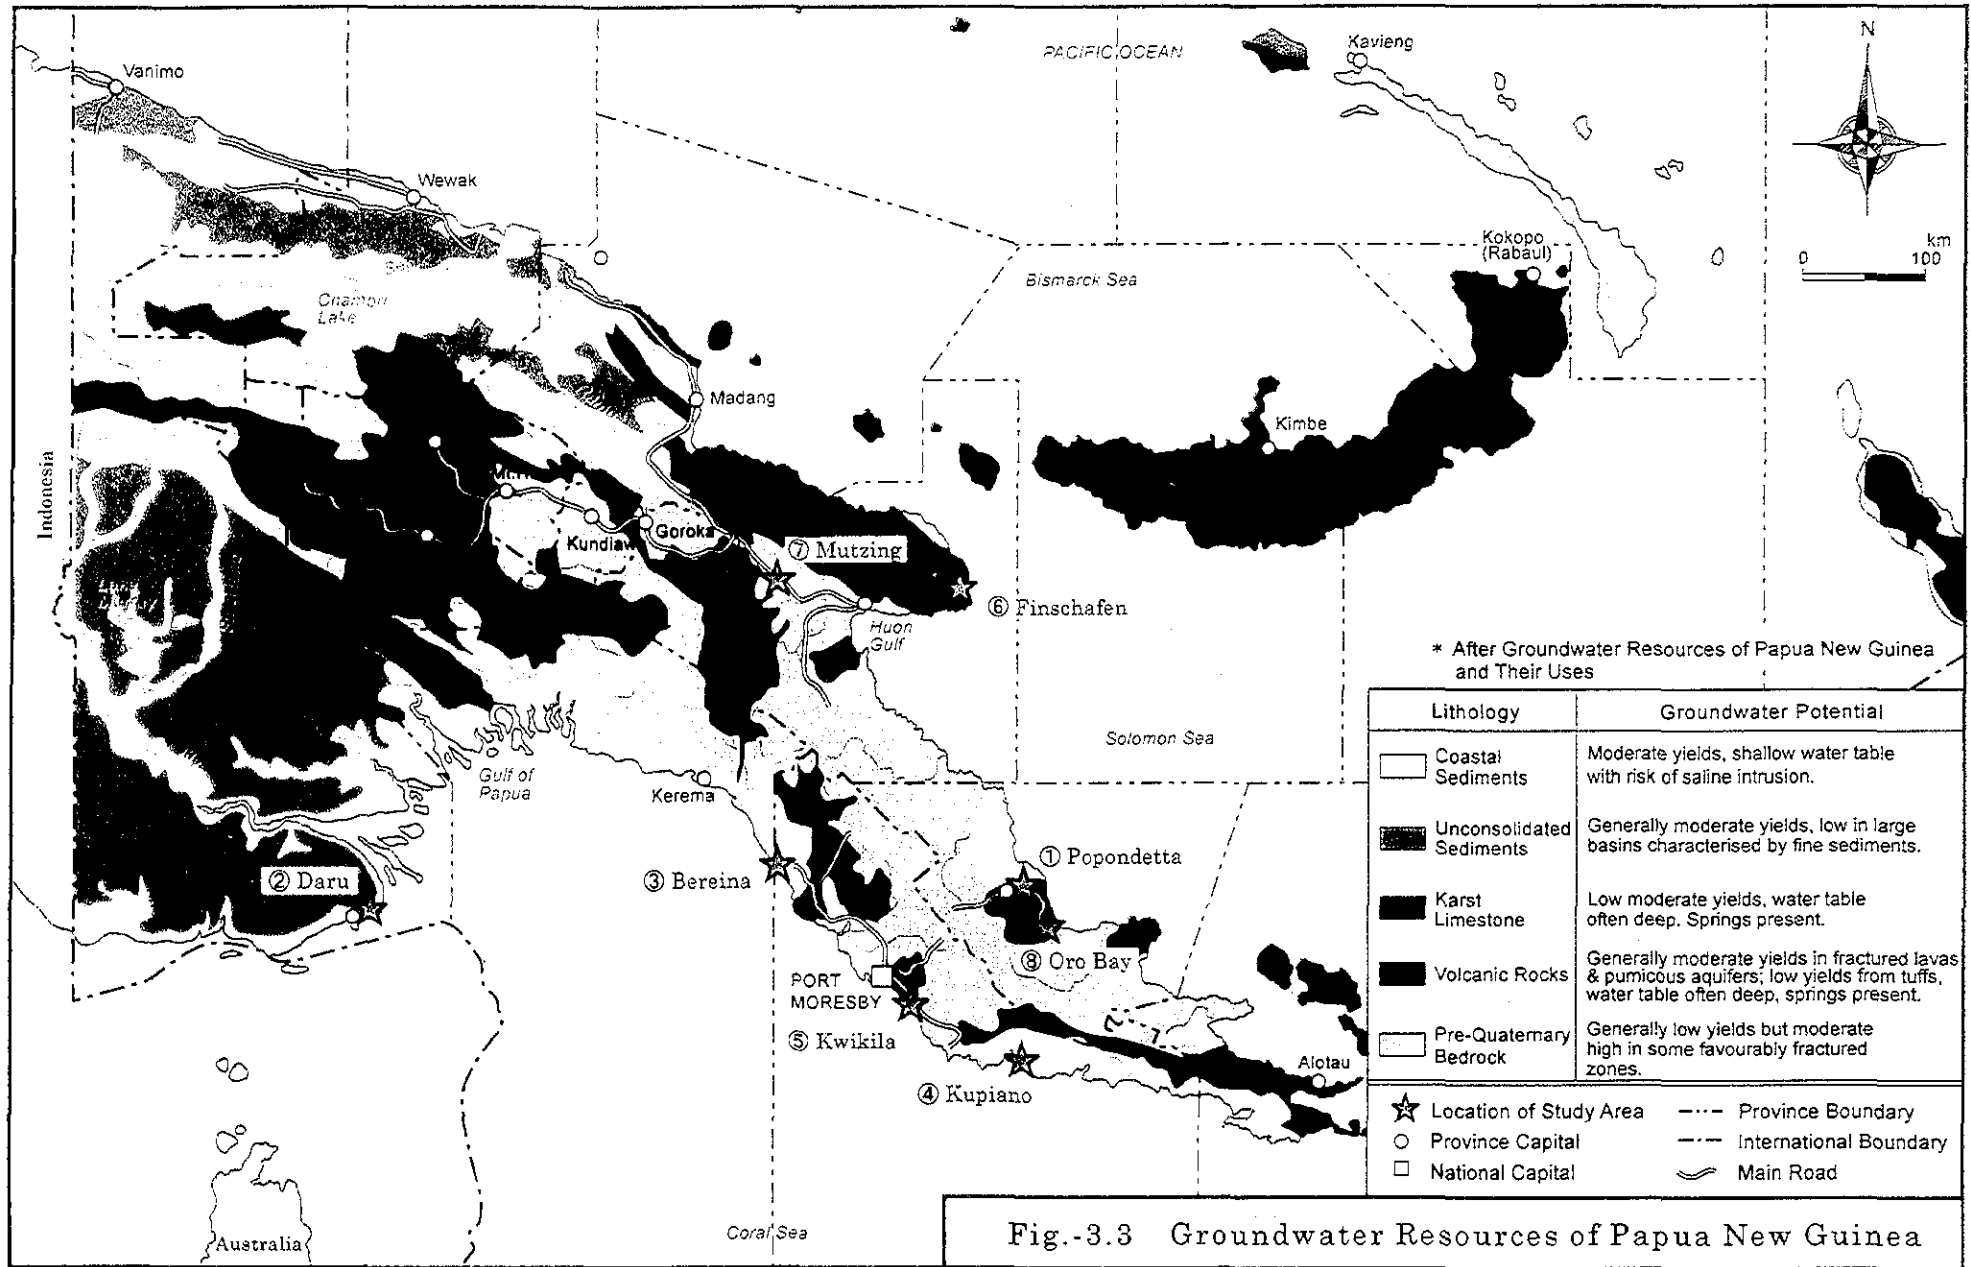 PACIFIC OCEAN
Kavieng
N
Vanimo
Wewak
Kokopo
(Rabaul)
km
0 100
Bismarck Sea
Lake
Madang
Kimbe
Indonesia
Kundiawa
Goroka
⑦ Mutzing
⑥ Finschafen
Huon
Gulf
* After Groundwater Resources of Papua New Guinea
and Their Uses
Solomon Sea
Gulf of
Papua
Kerema
① Popondetta
② Daru
③ Bereina
⑧ Oro Bay
PORT
MORESBY
⑤ Kwikila
④ Kupiano
Alotau
Coral Sea
Australia
Lithology Groundwater Potential
Coastal
Sediments
Moderate yields, shallow water table
with risk of saline intrusion.
Unconsolidated
Sediments
Generally moderate yields, low in large
basins characterised by fine sediments.
Karst
Limestone
Low moderate yields, water table
often deep. Springs present.
Volcanic Rocks
Generally moderate yields in fractured lavas
& pumicous aquifers; low yields from tuffs,
water table often deep, springs present.
Pre-Quaternary
Bedrock
Generally low yields but moderate
high in some favourably fractured
zones.
Location of Study Area
Province Boundary
Province Capital
International Boundary
National Capital
Main Road
Fig.-3.3 Groundwater Resources of Papua New Guinea